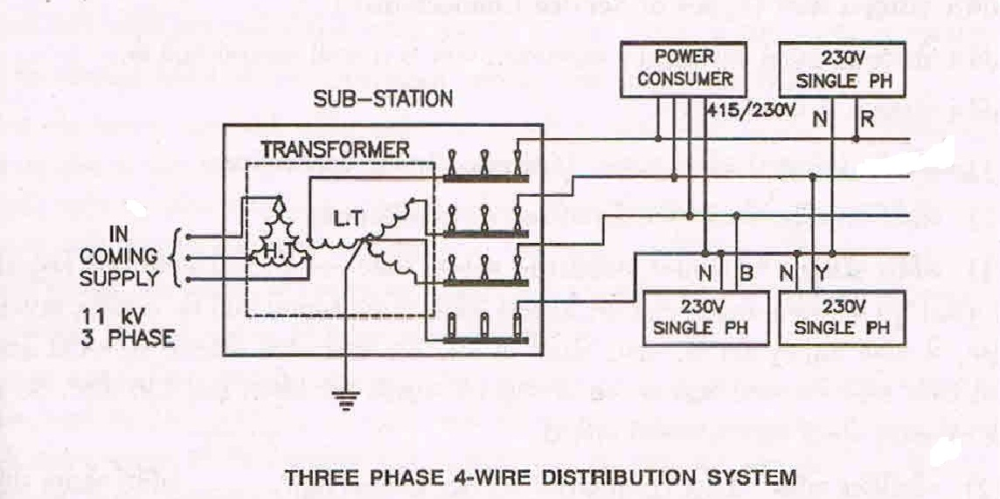 SUB-STATION
TRANSFORMER
L.T
H.T
IN
COMING
SUPPLY
11 kV
3 PHASE
POWER
CONSUMER
415/230V
230V
SINGLE PH
N R
N B
N Y
230V
SINGLE PH
230V
SINGLE PH
THREE PHASE 4-WIRE DISTRIBUTION SYSTEM